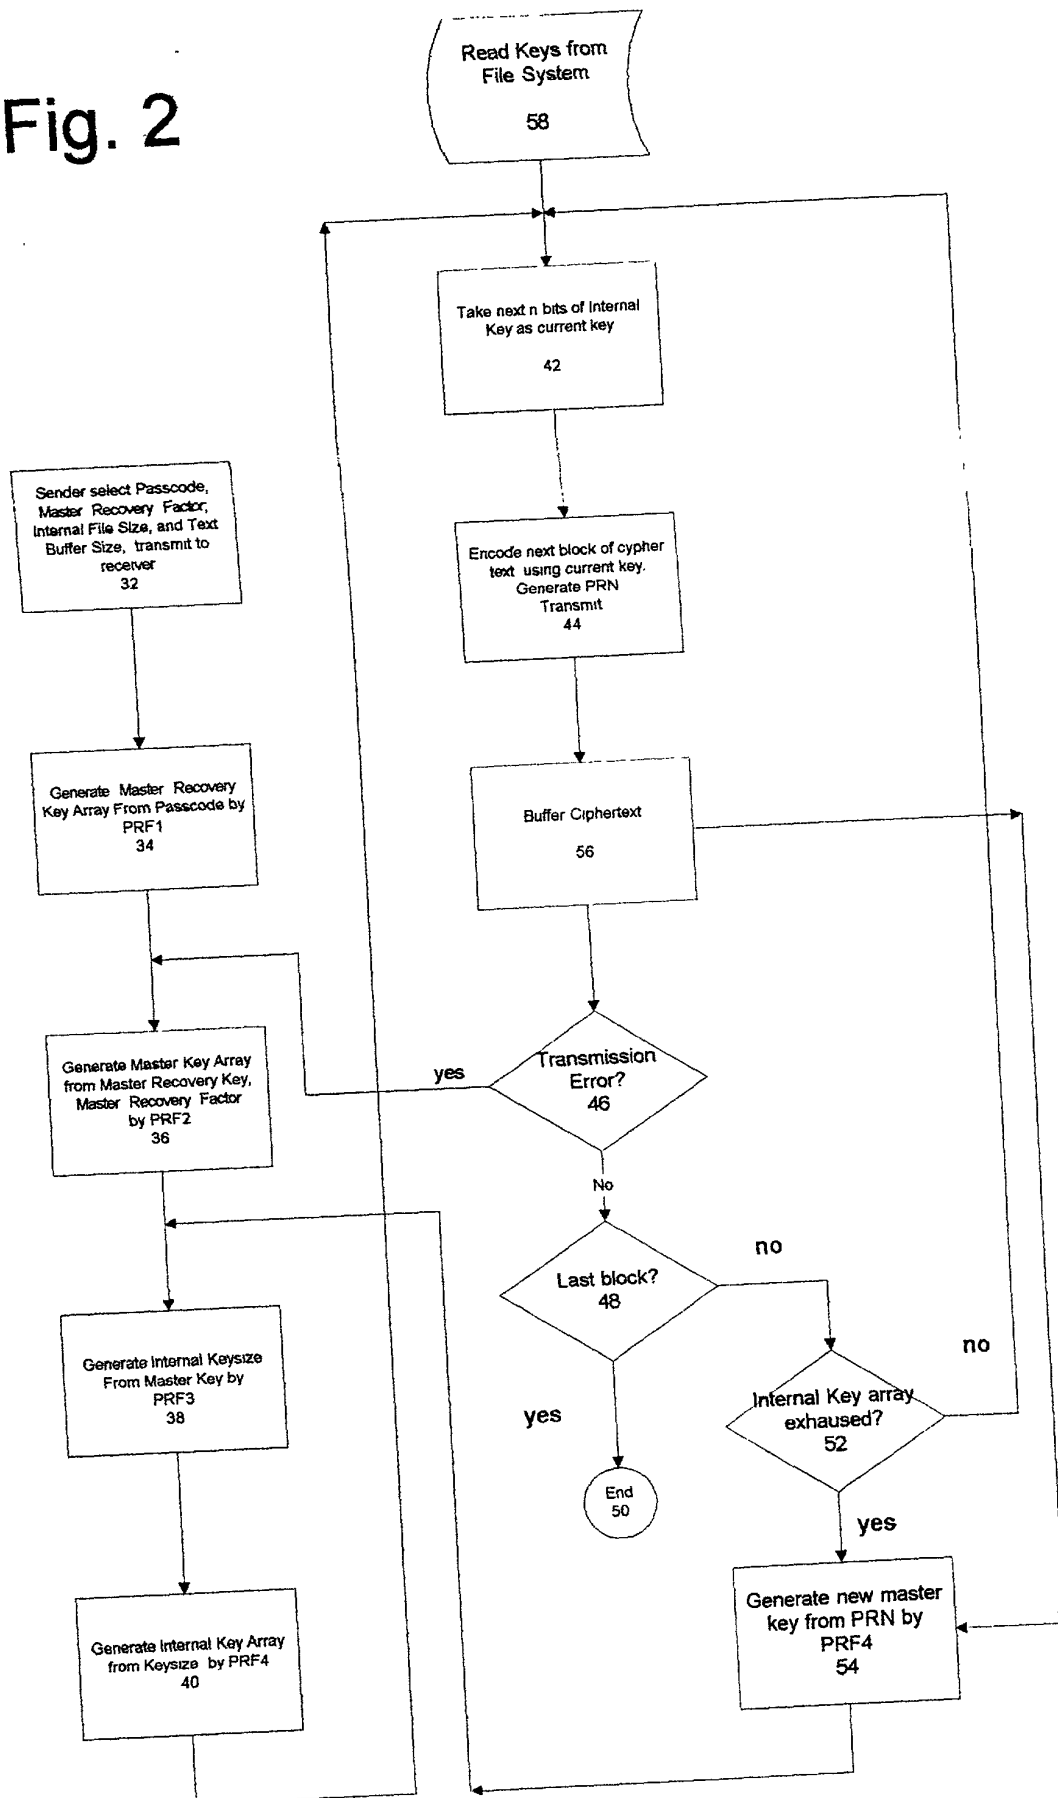 Fig. 2
Read Keys from
File System
58
Take next n bits of Internal
Key as current key
42
Sender select Passcode,
Master Recovery Factor,
Internal File Size, and Text
Buffer Size, transmit to
receiver
32
Encode next block of cypher
text using current key.
Generate PRN
Transmit
44
Generate Master Recovery
Key Array From Passcode by
PRF1
34
Buffer Ciphertext
56
Generate Master Key Array
from Master Recovery Key,
Master Recovery Factor
by PRF2
36
yes
Transmission
Error?
46
No
Last block?
48
no
Generate Internal Keysize
From Master Key by
PRF3
38
yes
Internal Key array
exhaused?
52
no
End
50
yes
Generate Internal Key Array
from Keysize by PRF4
40
Generate new master
key from PRN by
PRF4
54